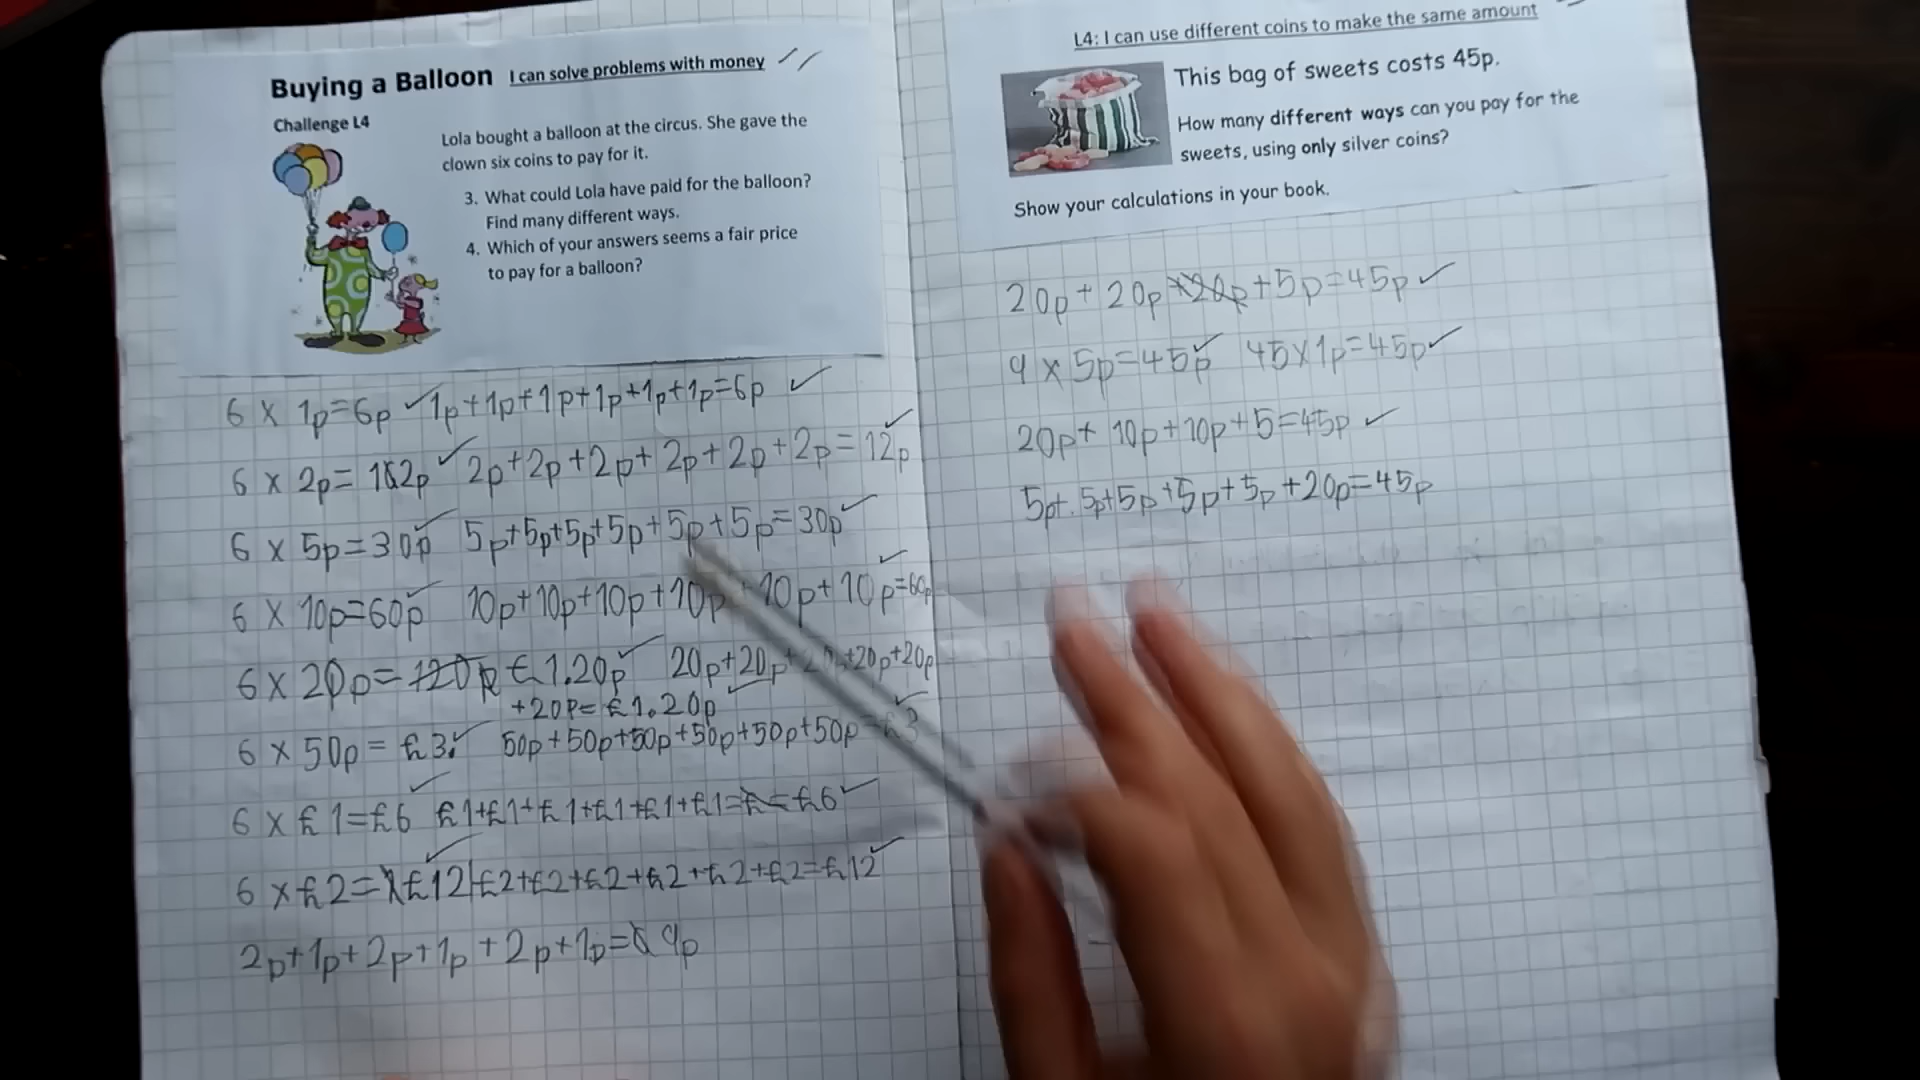 Buying a Balloon I can solve problems with money
Challenge L4
Lola bought a balloon at the circus. She gave the
clown six coins to pay for it.
3. What could Lola have paid for the balloon?
Find many different ways.
4. Which of your answers seems a fair price
to pay for a balloon?
6 x 1p=6p 1p+1p+1p+1p+1p+1p=6p
6 x 2p= 12p 2p+2p+2p+2p+2p+2p=12p
6 x 5p=30p 5p+5p+5p+5p+5p+5p=30p
6 x 10p=60p 10p+10p+10p+10p+10p+10p=60p
6 x 20p=120p £1.20p 20p+20p+20p+20p+20p
+20p=£1.20p
6 x 50p= £3. 50p+50p+50p+50p+50p+50p=£3
6 x £1=£6 £1+£1+£1+£1+£1+£1=£6
6 x £2=£12 £2+£2+£2+£2+£2+£2=£12
2p+1p+2p+1p+2p+1p=9p
L4: I can use different coins to make the same amount
This bag of sweets costs 45p.
How many different ways can you pay for the
sweets, using only silver coins?
Show your calculations in your book.
20p+20p+20p+5p=45p
9 x 5p=45p 45x1p=45p
20p+10p+10p+5=45p
5p+5p+5p+5p+5p+20p=45p